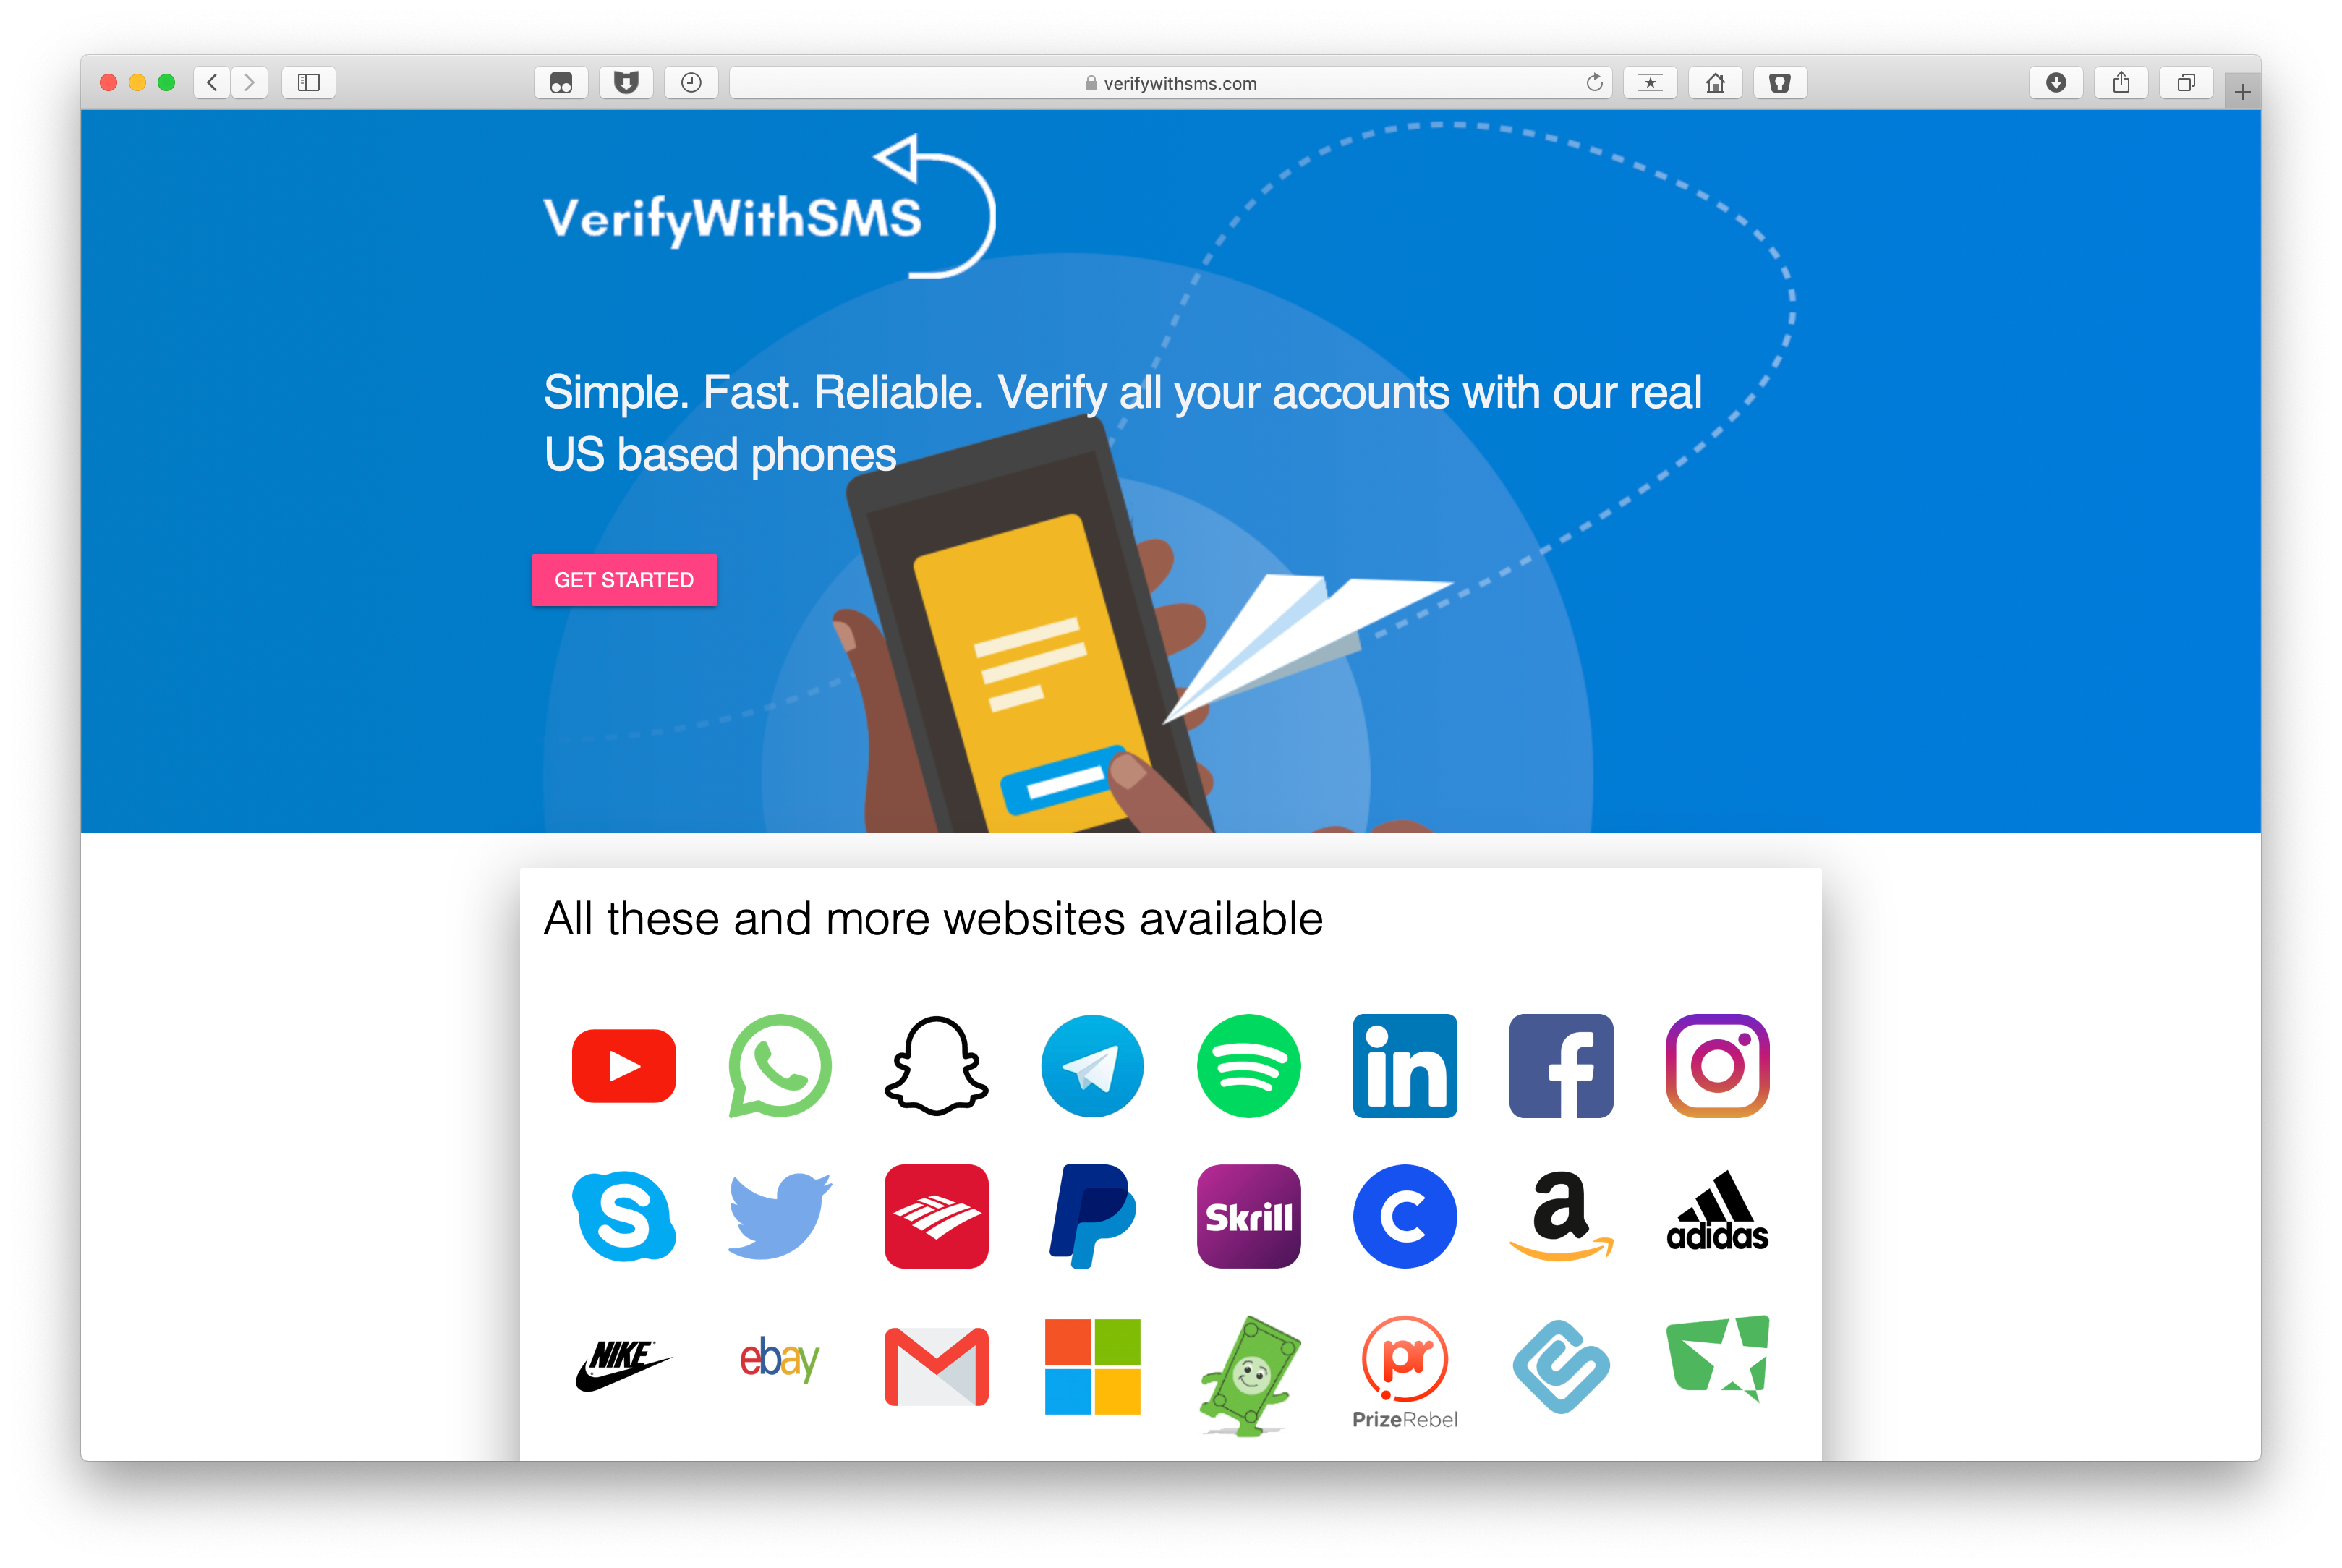 verifywithsms.com
VerifyWithSMS
Simple. Fast. Reliable. Verify all your accounts with our real
US based phones
GET STARTED
All these and more websites available
in
f
S
Skrill
C
a
adidas
NIKE
ebay
pr
PrizeRebel